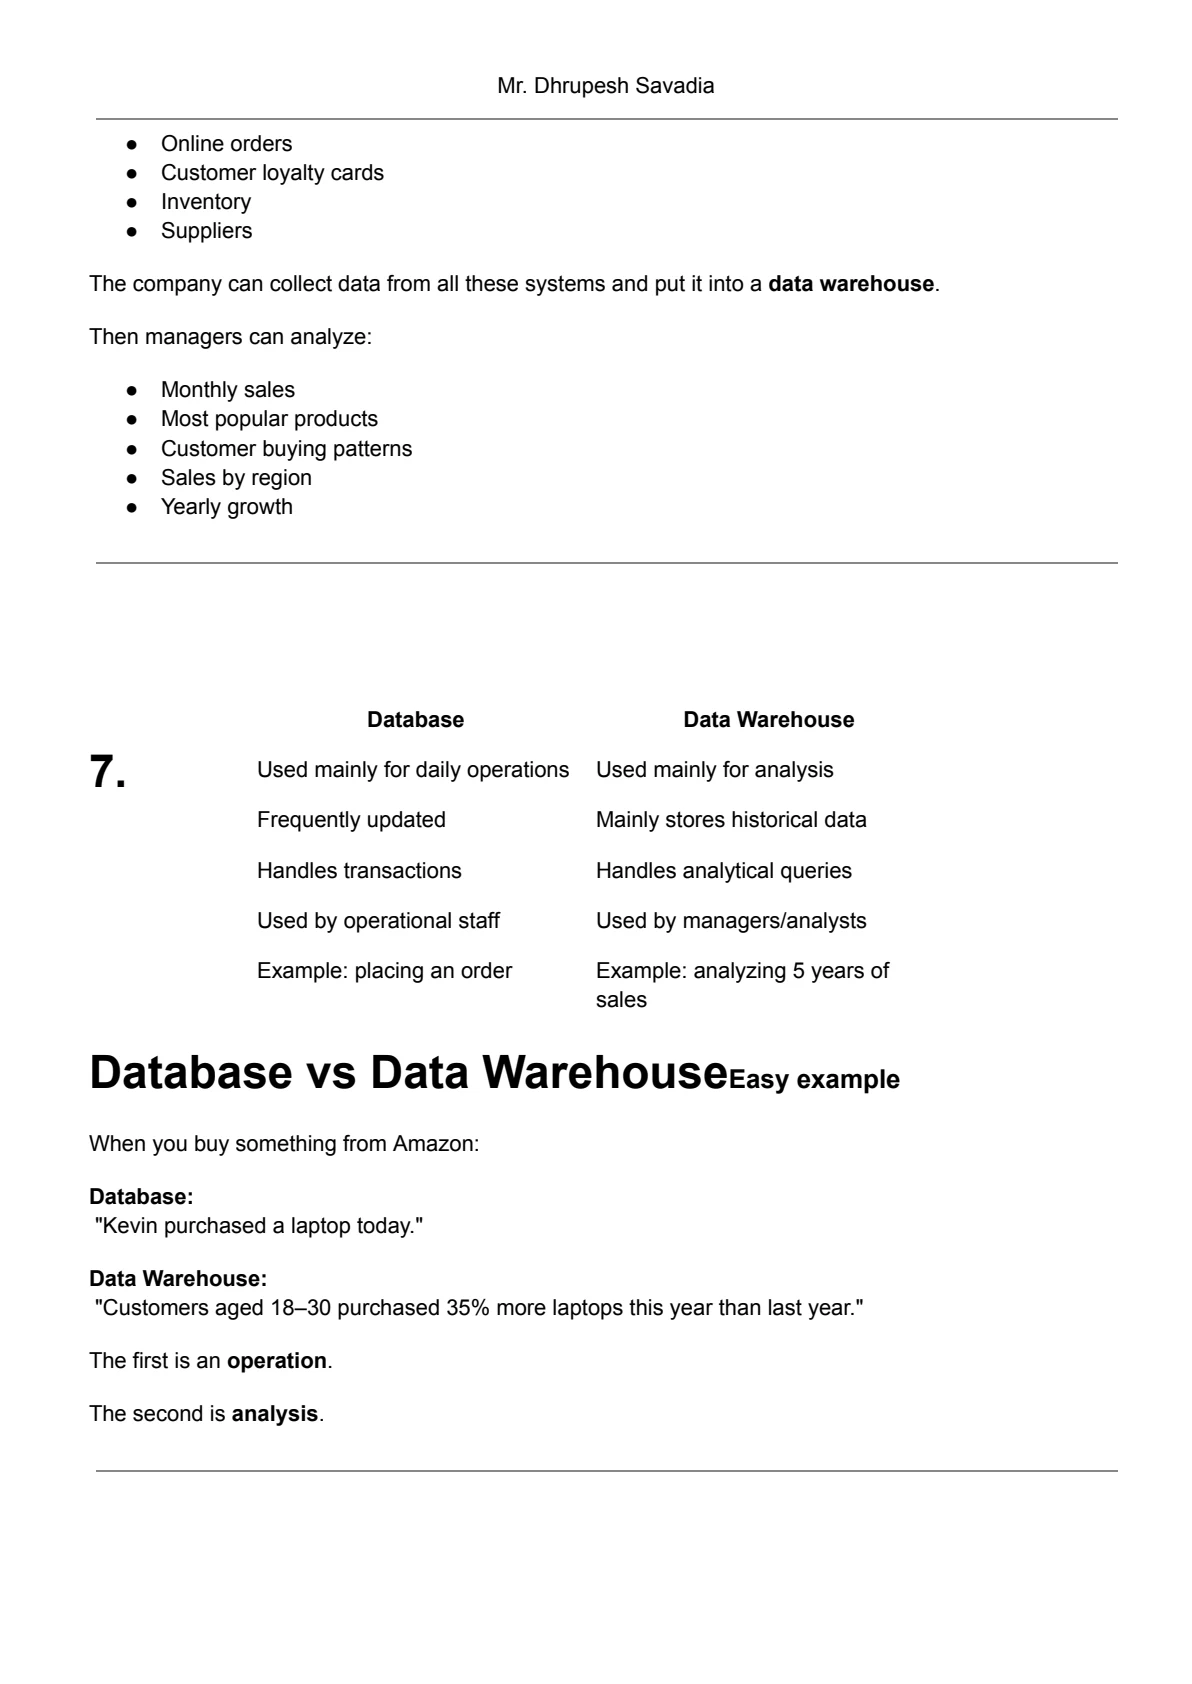 Mr. Dhrupesh Savadia
● Online orders
● Customer loyalty cards
● Inventory
● Suppliers
The company can collect data from all these systems and put it into a data warehouse.
Then managers can analyze:
● Monthly sales
● Most popular products
● Customer buying patterns
● Sales by region
● Yearly growth
Database Data Warehouse
7. Used mainly for daily operations Used mainly for analysis
Frequently updated Mainly stores historical data
Handles transactions Handles analytical queries
Used by operational staff Used by managers/analysts
Example: placing an order Example: analyzing 5 years of
sales
Database vs Data WarehouseEasy example
When you buy something from Amazon:
Database:
"Kevin purchased a laptop today."
Data Warehouse:
"Customers aged 18–30 purchased 35% more laptops this year than last year."
The first is an operation.
The second is analysis.